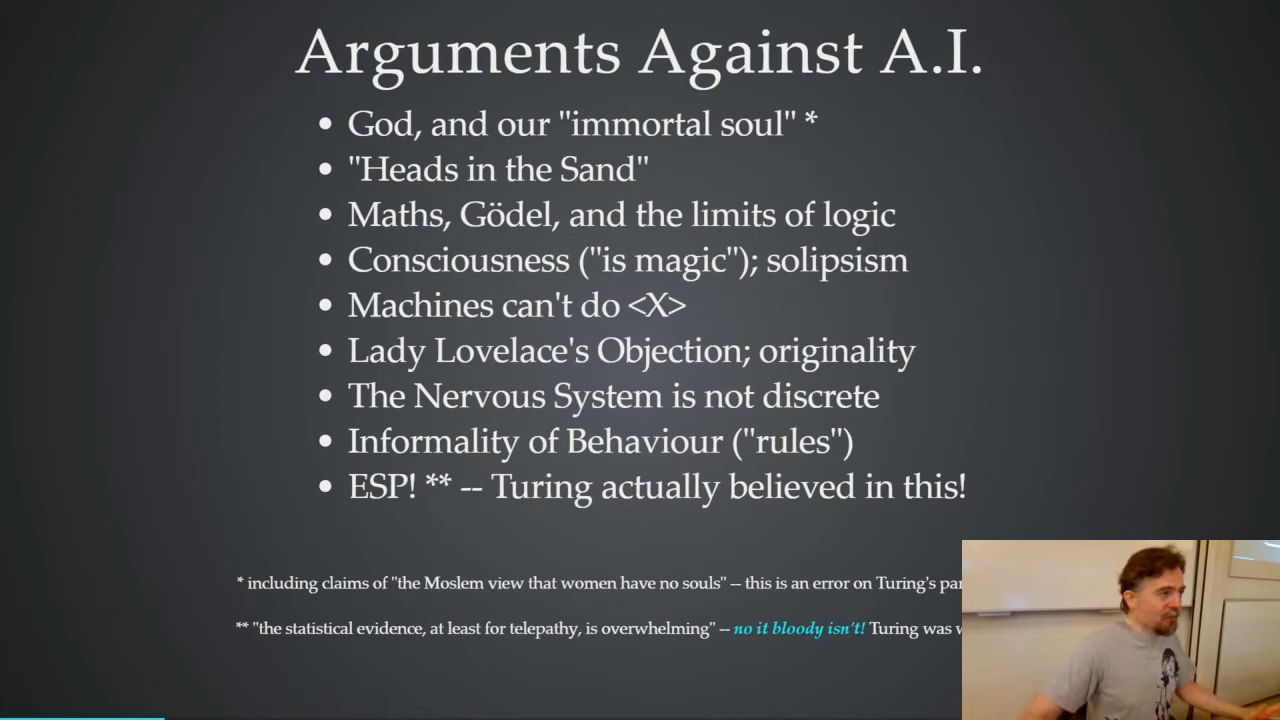 Arguments Against A.I.
• God, and our "immortal soul" *
• "Heads in the Sand"
• Maths, Gödel, and the limits of logic
• Consciousness ("is magic"); solipsism
• Machines can't do <X>
• Lady Lovelace's Objection; originality
• The Nervous System is not discrete
• Informality of Behaviour ("rules")
• ESP! ** -- Turing actually believed in this!
* including claims of "the Moslem view that women have no souls" -- this is an error on Turing's
** "the statistical evidence, at least for telepathy, is overwhelming" -- no it bloody isn't! Turing was